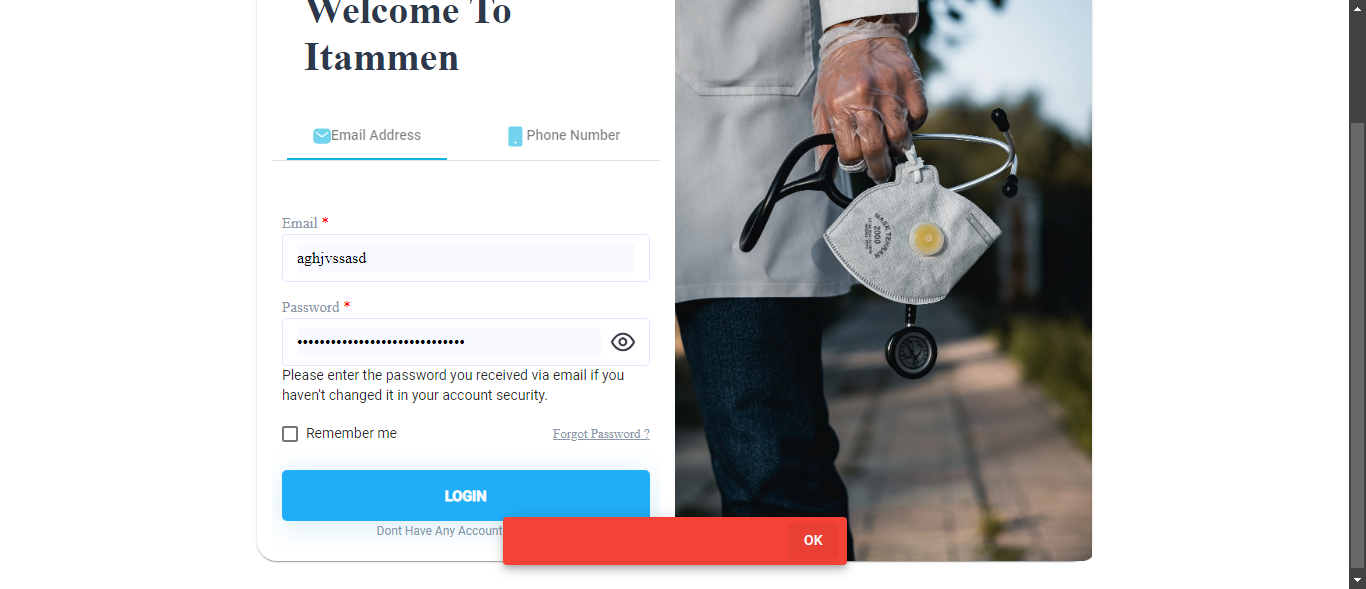 Welcome To
Itammen
Email Address
Phone Number
Email *
aghjvssasd
Password *
••••••••••••••••••••••••••••••
Please enter the password you received via email if you
haven't changed it in your account security.
Remember me
Forgot Password ?
LOGIN
Dont Have Any Account
OK
2000